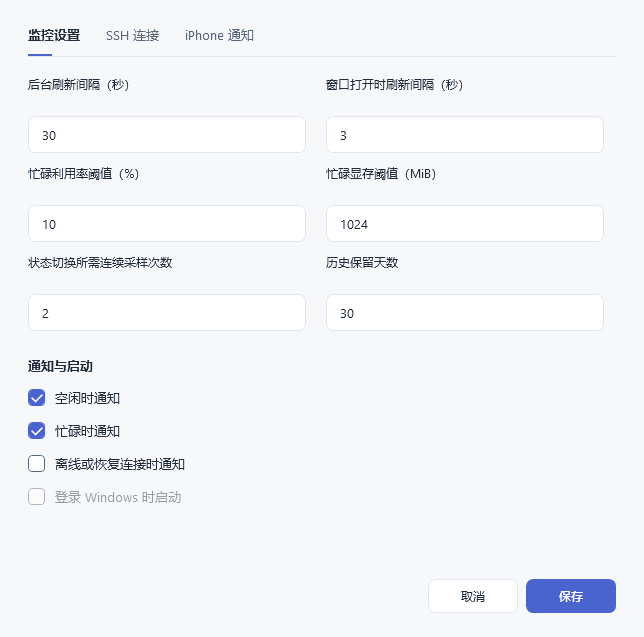 监控设置 SSH 连接 iPhone 通知
后台刷新间隔（秒） 窗口打开时刷新间隔（秒）
30 3
忙碌利用率阈值（%） 忙碌显存阈值（MiB）
10 1024
状态切换所需连续采样次数 历史保留天数
2 30
通知与启动
空闲时通知
忙碌时通知
离线或恢复连接时通知
登录 Windows 时启动
取消 保存